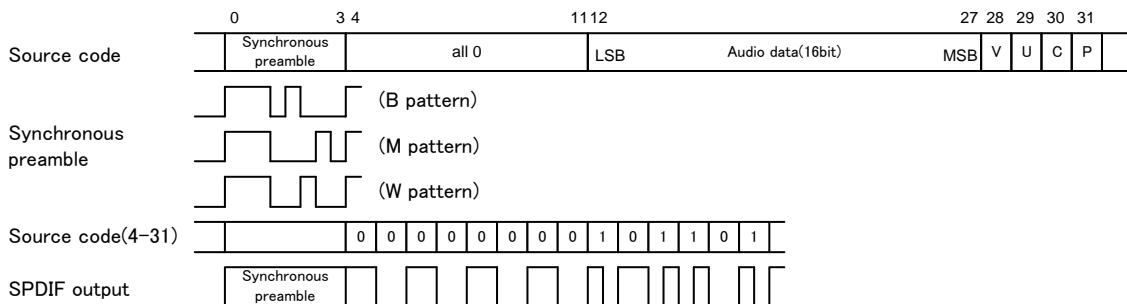 0 3 4 11 12 27 28 29 30 31
Source code Synchronous preamble all 0 LSB Audio data(16bit) MSB V U C P
(B pattern)
Synchronous preamble (M pattern)
(W pattern)
Source code(4-31) 0 0 0 0 0 0 0 0 1 0 1 1 0 1
SPDIF output Synchronous preamble